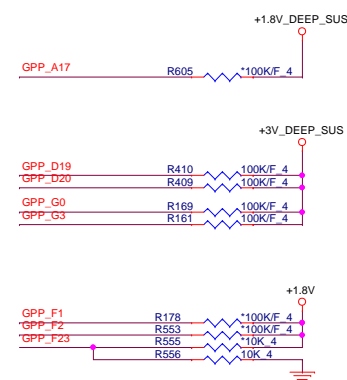 +1.8V_DEEP_SUS
GPP_A17 R605 *100K/F_4
+3V_DEEP_SUS
GPP_D19 R410 100K/F_4
GPP_D20 R409 100K/F_4
GPP_G0 R169 100K/F_4
GPP_G3 R161 100K/F_4
+1.8V
GPP_F1 R178 *100K/F_4
GPP_F2 R553 *100K/F_4
GPP_F23 R555 *10K_4
R556 10K_4